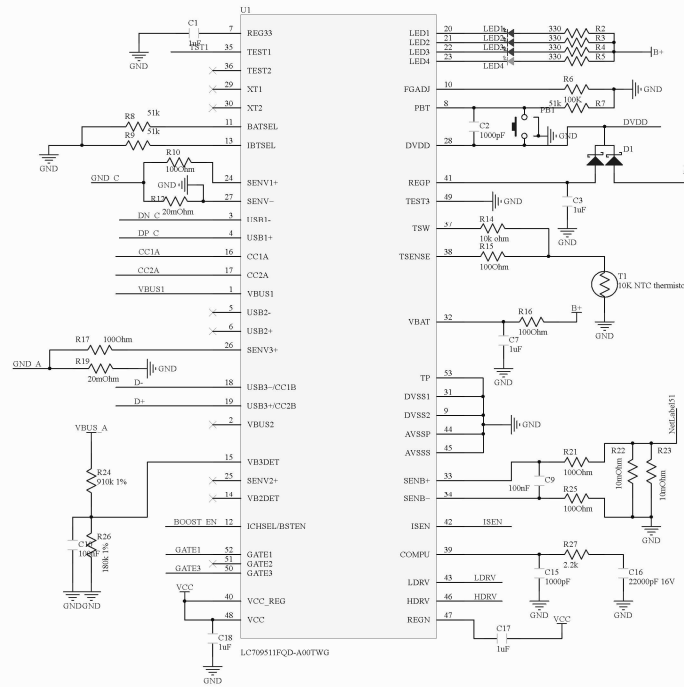 U1
C1
1uF
GND
7 REG33
TST1 35 TEST1
36 TEST2
29 XT1
30 XT2
R8 51k
11 BATSEL
R9 51k
13 IBTSEL
GND
R10
100Ohm
24 SENV1+
GND_C
GND
R12
20mOhm
27 SENV-
DN_C 3 USB1-
DP_C 4 USB1+
CC1A 16 CC1A
CC2A 17 CC2A
VBUS1 1 VBUS1
5 USB2-
6 USB2+
R17 100Ohm
26 SENV3+
GND_A
R19
20mOhm
GND
D- 18 USB3-/CC1B
D+ 19 USB3+/CC2B
2 VBUS2
VBUS_A
15 VB3DET
R24
910k 1%
25 SENV2+
14 VB2DET
R26
180k 1%
GND GND
BOOST_EN 12 ICHSEL/BSTEN
GATE1 52 GATE1
51 GATE2
GATE3 50 GATE3
VCC
40 VCC_REG
48 VCC
C18
1uF
GND
LC709511FQD-A00TWG
LED1 20 LED1 330 R2
LED2 21 LED2 330 R3
LED3 22 LED3 330 R4
LED4 23 LED4 330 R5
B+
FGADJ 10
R6
100K
GND
PBT 8
51k R7
PB1
C2
1000pF
GND
DVDD 28
DVDD
D1
REGP 41
C3
1uF
GND
TEST3 49
GND
TSW 37
R14
10k ohm
TSENSE 38
R15
100Ohm
T1
10K NTC thermisto
GND
VBAT 32
R16
100Ohm
B+
C7
1uF
GND
TP 53
DVSS1 31
DVSS2 9
AVSSP 44
AVSSS 45
GND
NetLabel51
SENB+ 33
R21
100Ohm
R22
10mOhm
R23
10mOhm
C9
100nF
SENB- 34
R25
100Ohm
GND
ISEN 42 ISEN
COMPU 39
R27
2.2k
C15
1000pF
GND
C16
22000pF 16V
GND
LDRV 43 LDRV
HDRV 46 HDRV
REGN 47
C17
1uF
VCC